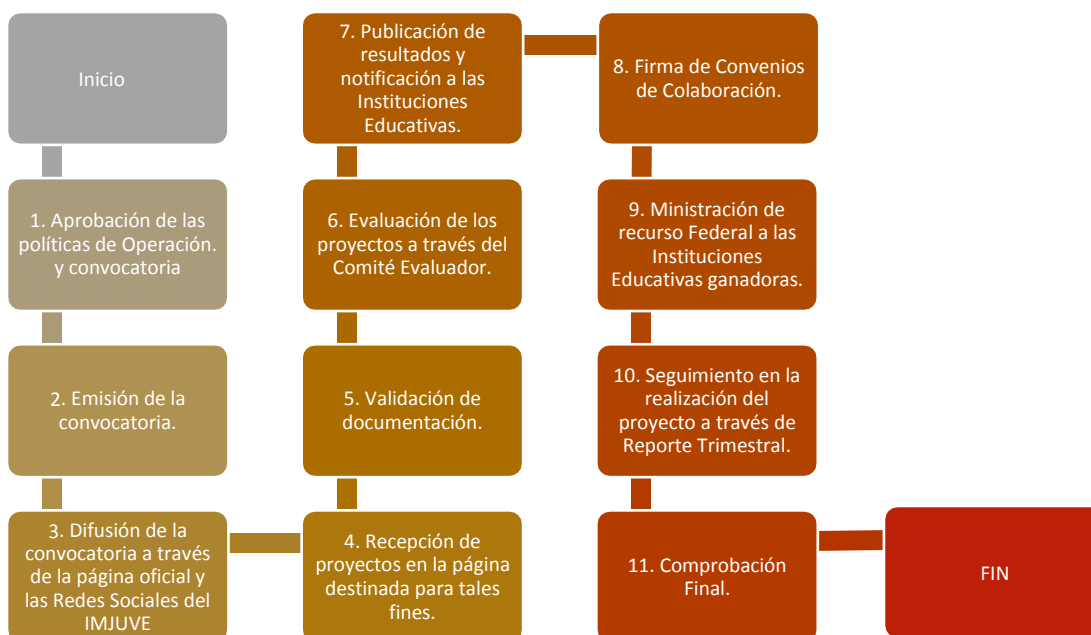 Inicio
1. Aprobación de las
políticas de Operación.
y convocatoria
2. Emisión de la
convocatoria.
3. Difusión de la
convocatoria a través
de la página oficial y
las Redes Sociales del
IMJUVE
4. Recepción de
proyectos en la página
destinada para tales
fines.
5. Validación de
documentación.
6. Evaluación de los
proyectos a través del
Comité Evaluador.
7. Publicación de
resultados y
notificación a las
Instituciones
Educativas.
8. Firma de Convenios
de Colaboración.
9. Ministración de
recurso Federal a las
Instituciones
Educativas ganadoras.
10. Seguimiento en la
realización del
proyecto a través de
Reporte Trimestral.
11. Comprobación
Final.
FIN